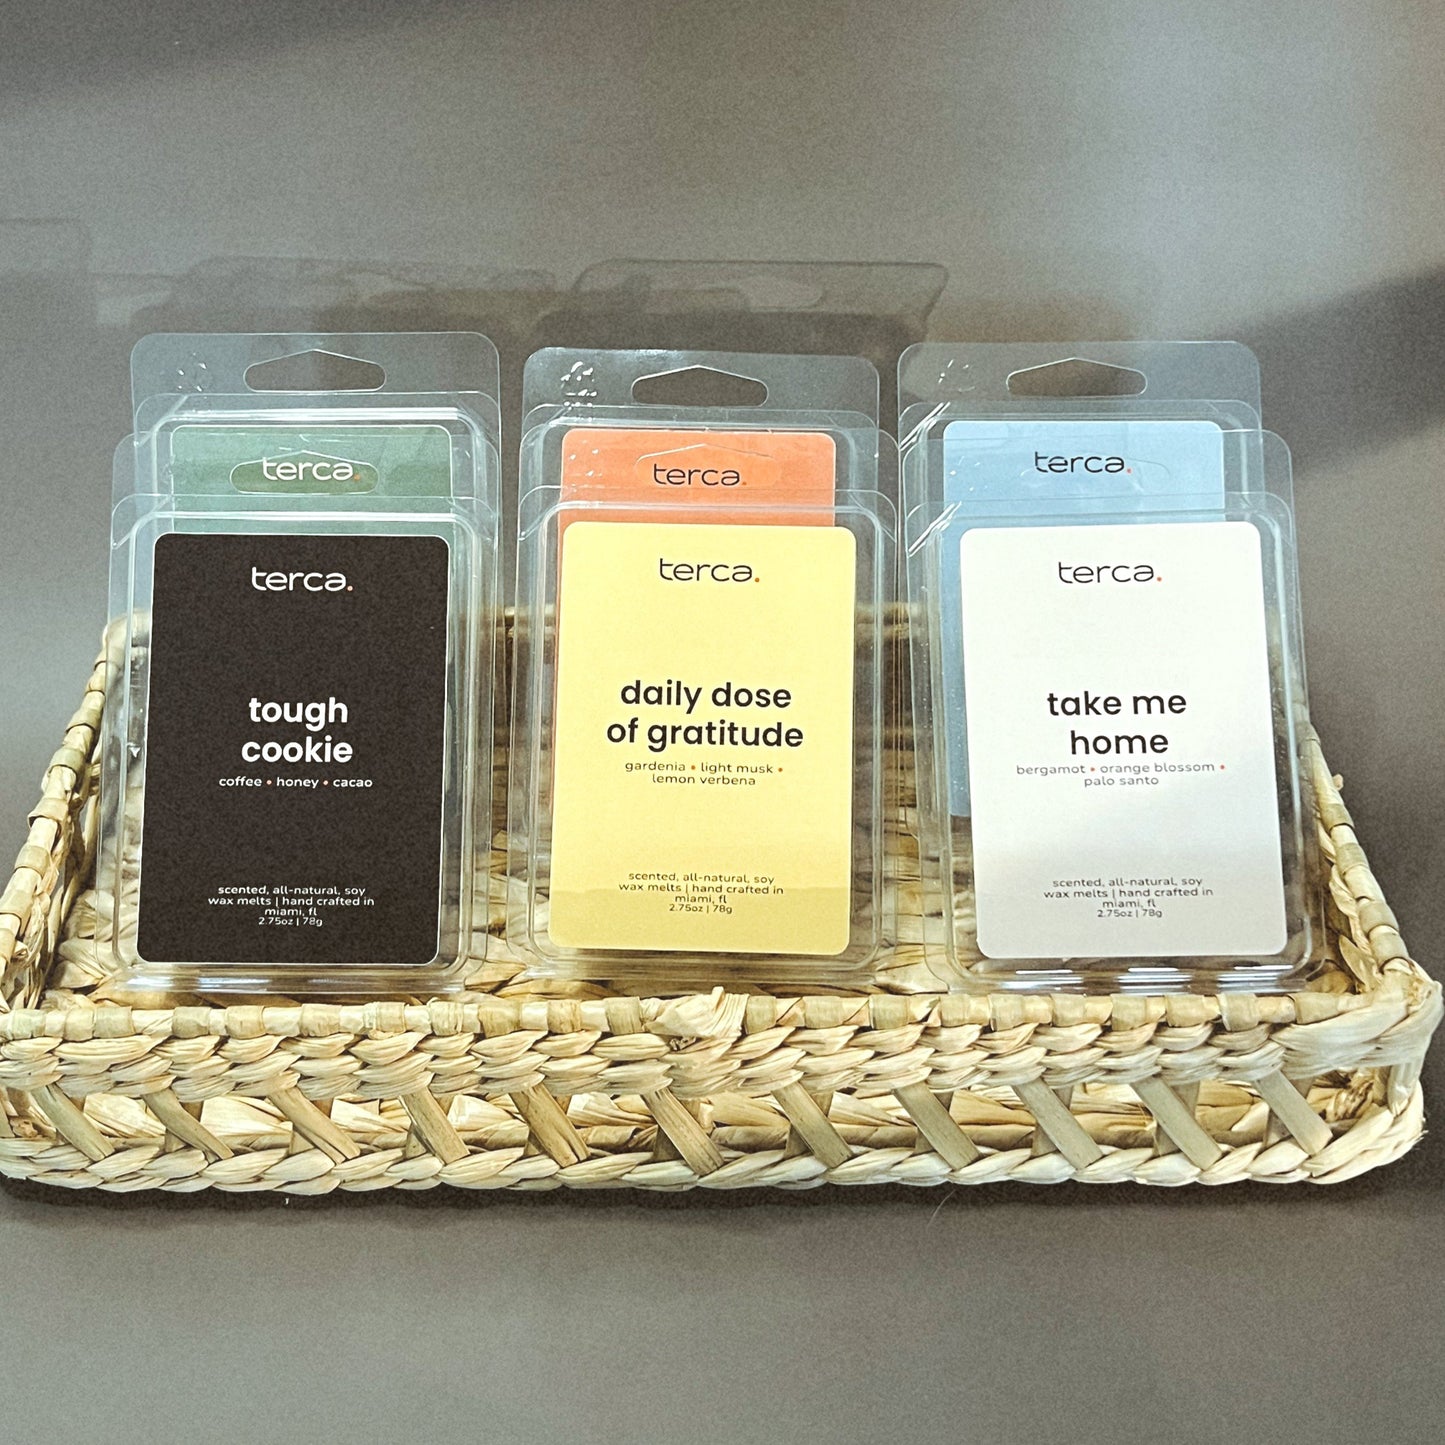 terca.
terca.
terca.
terca.
tough
cookie
coffee • honey • cacao
scented, all-natural, soy
wax melts | hand crafted in
miami, fl
2.75oz | 78g
terca.
daily dose
of gratitude
gardenia • light musk •
lemon verbena
scented, all-natural, soy
wax melts | hand crafted in
miami, fl
2.75oz | 78g
terca.
take me
home
bergamot • orange blossom •
palo santo
scented, all-natural, soy
wax melts | hand crafted in
miami, fl
2.75oz | 78g